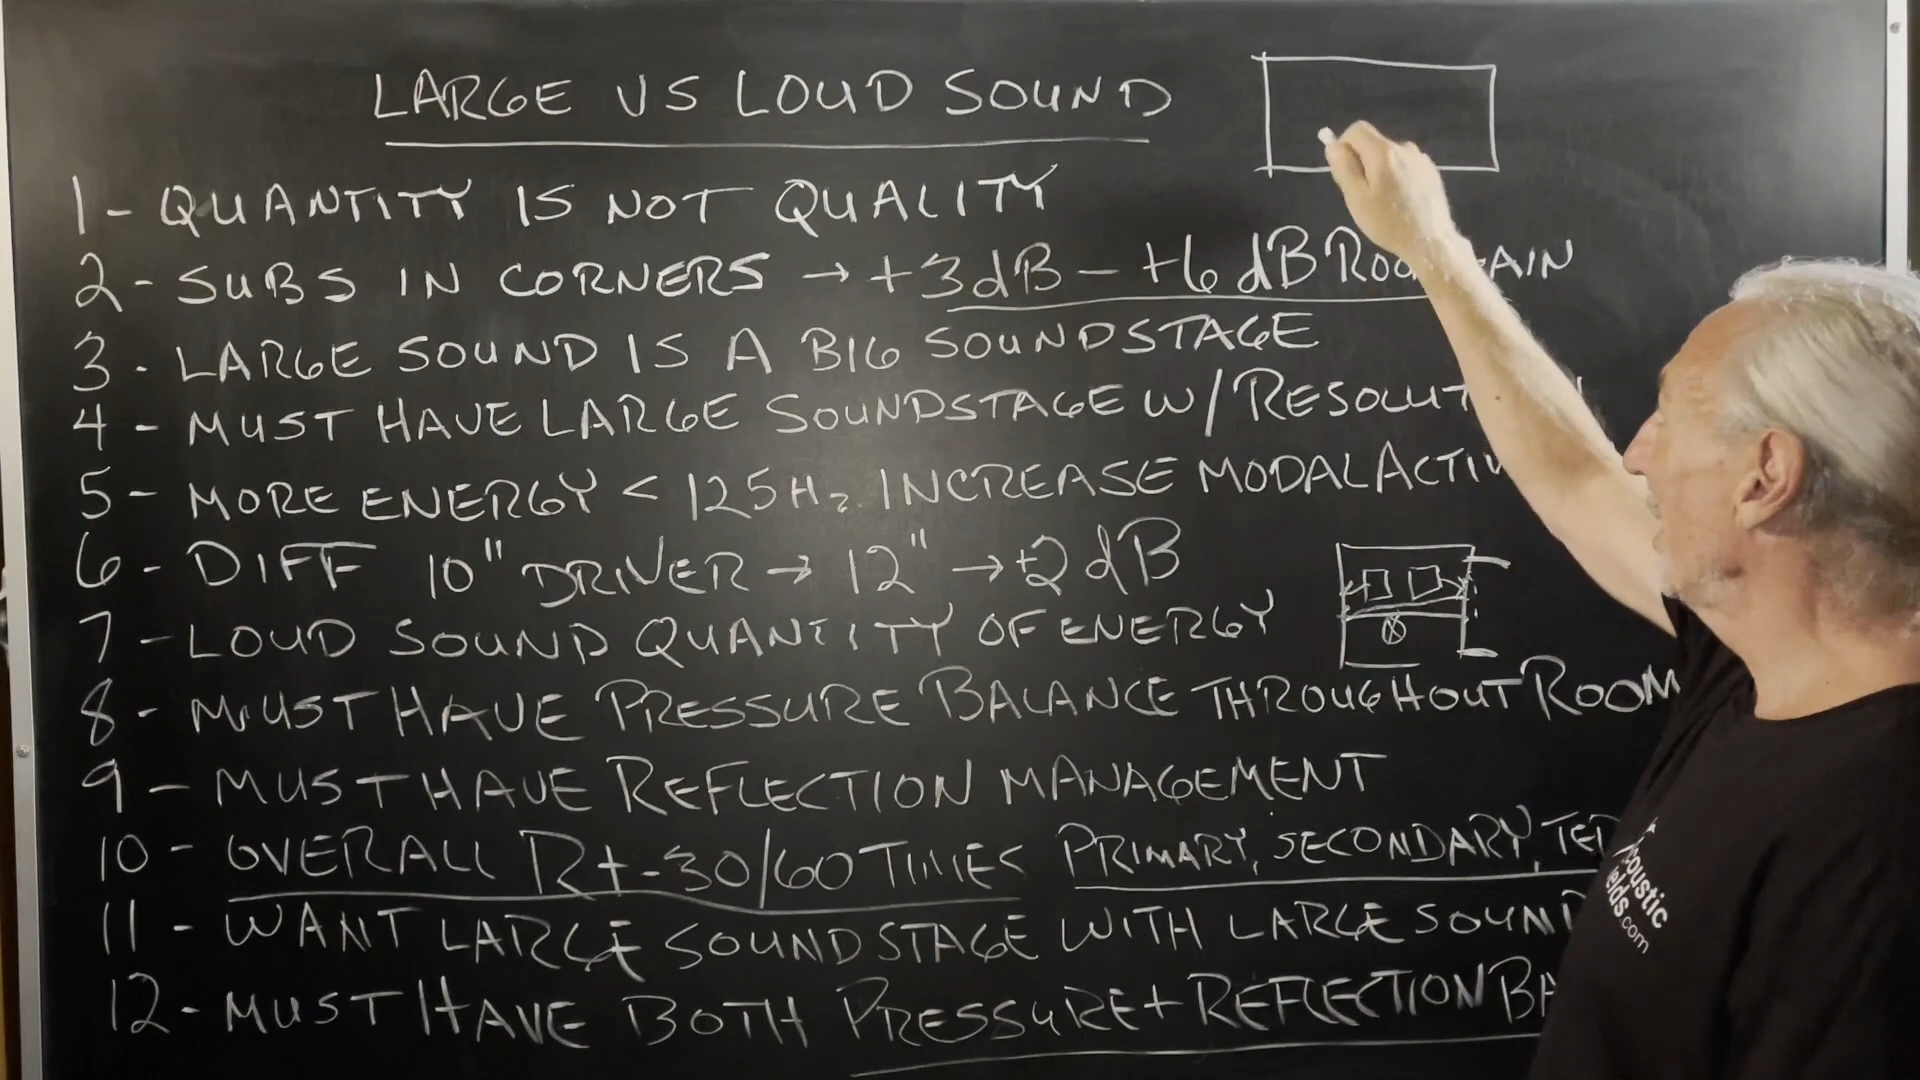 LARGE VS LOUD SOUND
1- QUANTITY IS NOT QUALITY
2- SUBS IN CORNERS → +3dB - +6dB
3- LARGE SOUND IS A BIG SOUNDSTAGE
4- MUST HAVE LARGE SOUNDSTAGE W/
5- MORE ENERGY < 125Hz. INCREASE MODAL
6- DIFF 10" DRIVER → 12" → +2dB
7- LOUD SOUND QUANTITY OF ENERGY
8- MUST HAVE PRESSURE BALANCE THROUGHOUT ROOM
9- MUST HAVE REFLECTION MANAGEMENT
10- OVERALL Rt-30/60 TIMES PRIMARY, SECONDARY,
11- WANT LARGE SOUNDSTAGE WITH LARGE SOUND
12- MUST HAVE BOTH PRESSURE + REFLECTION